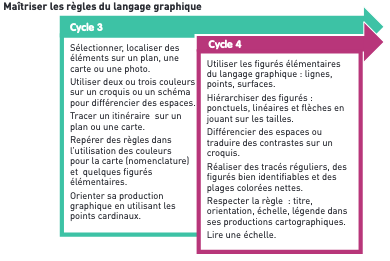 Maîtriser les règles du langage graphique
Cycle 3
Sélectionner, localiser des
éléments sur un plan, une
carte ou une photo.
Utiliser deux ou trois couleurs
sur un croquis ou un schéma
pour différencier des espaces.
Tracer un itinéraire sur un
plan ou une carte.
Repérer des règles dans
l'utilisation des couleurs
pour la carte (nomenclature)
et quelques figurés
élémentaires.
Orienter sa production
graphique en utilisant les
points cardinaux.
Cycle 4
Utiliser les figurés élémentaires
du langage graphique : lignes,
points, surfaces.
Hiérarchiser des figurés :
ponctuels, linéaires et flèches en
jouant sur les tailles.
Différencier des espaces ou
traduire des contrastes sur un
croquis.
Réaliser des tracés réguliers, des
figurés bien identifiables et des
plages colorées nettes.
Respecter la règle : titre,
orientation, échelle, légende dans
ses productions cartographiques.
Lire une échelle.